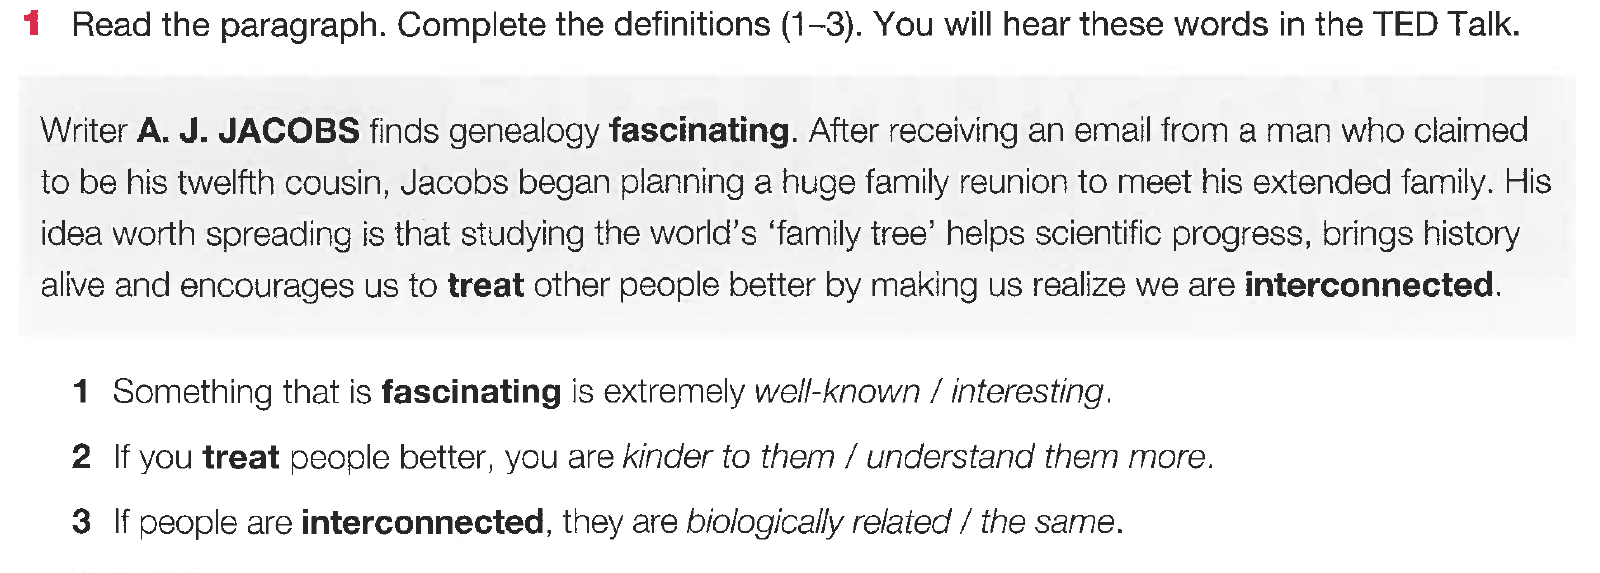 1 Read the paragraph. Complete the definitions (1–3). You will hear these words in the TED Talk.
Writer A. J. JACOBS finds genealogy fascinating. After receiving an email from a man who claimed
to be his twelfth cousin, Jacobs began planning a huge family reunion to meet his extended family. His
idea worth spreading is that studying the world's 'family tree' helps scientific progress, brings history
alive and encourages us to treat other people better by making us realize we are interconnected.
1 Something that is fascinating is extremely well-known / interesting.
2 If you treat people better, you are kinder to them / understand them more.
3 If people are interconnected, they are biologically related / the same.